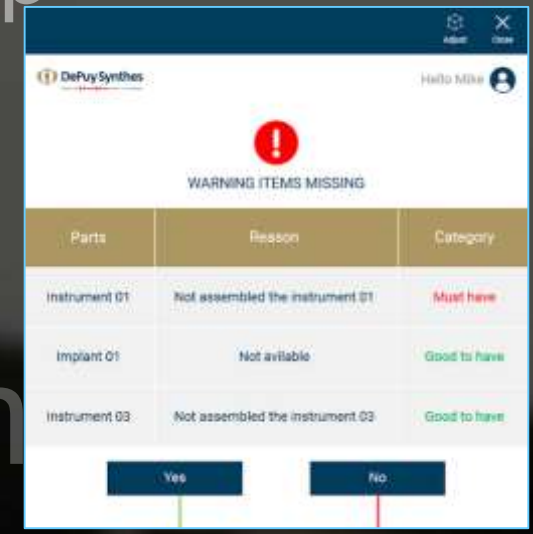 p
Adjust Close
DePuy Synthes Hello Mike
WARNING ITEMS MISSING
Parts Reason Category
Instrument 01 Not assembled the instrument 01 Must have
Implant 01 Not avilable Good to have
Instrument 03 Not assembled the instrument 03 Good to have
n
Yes No